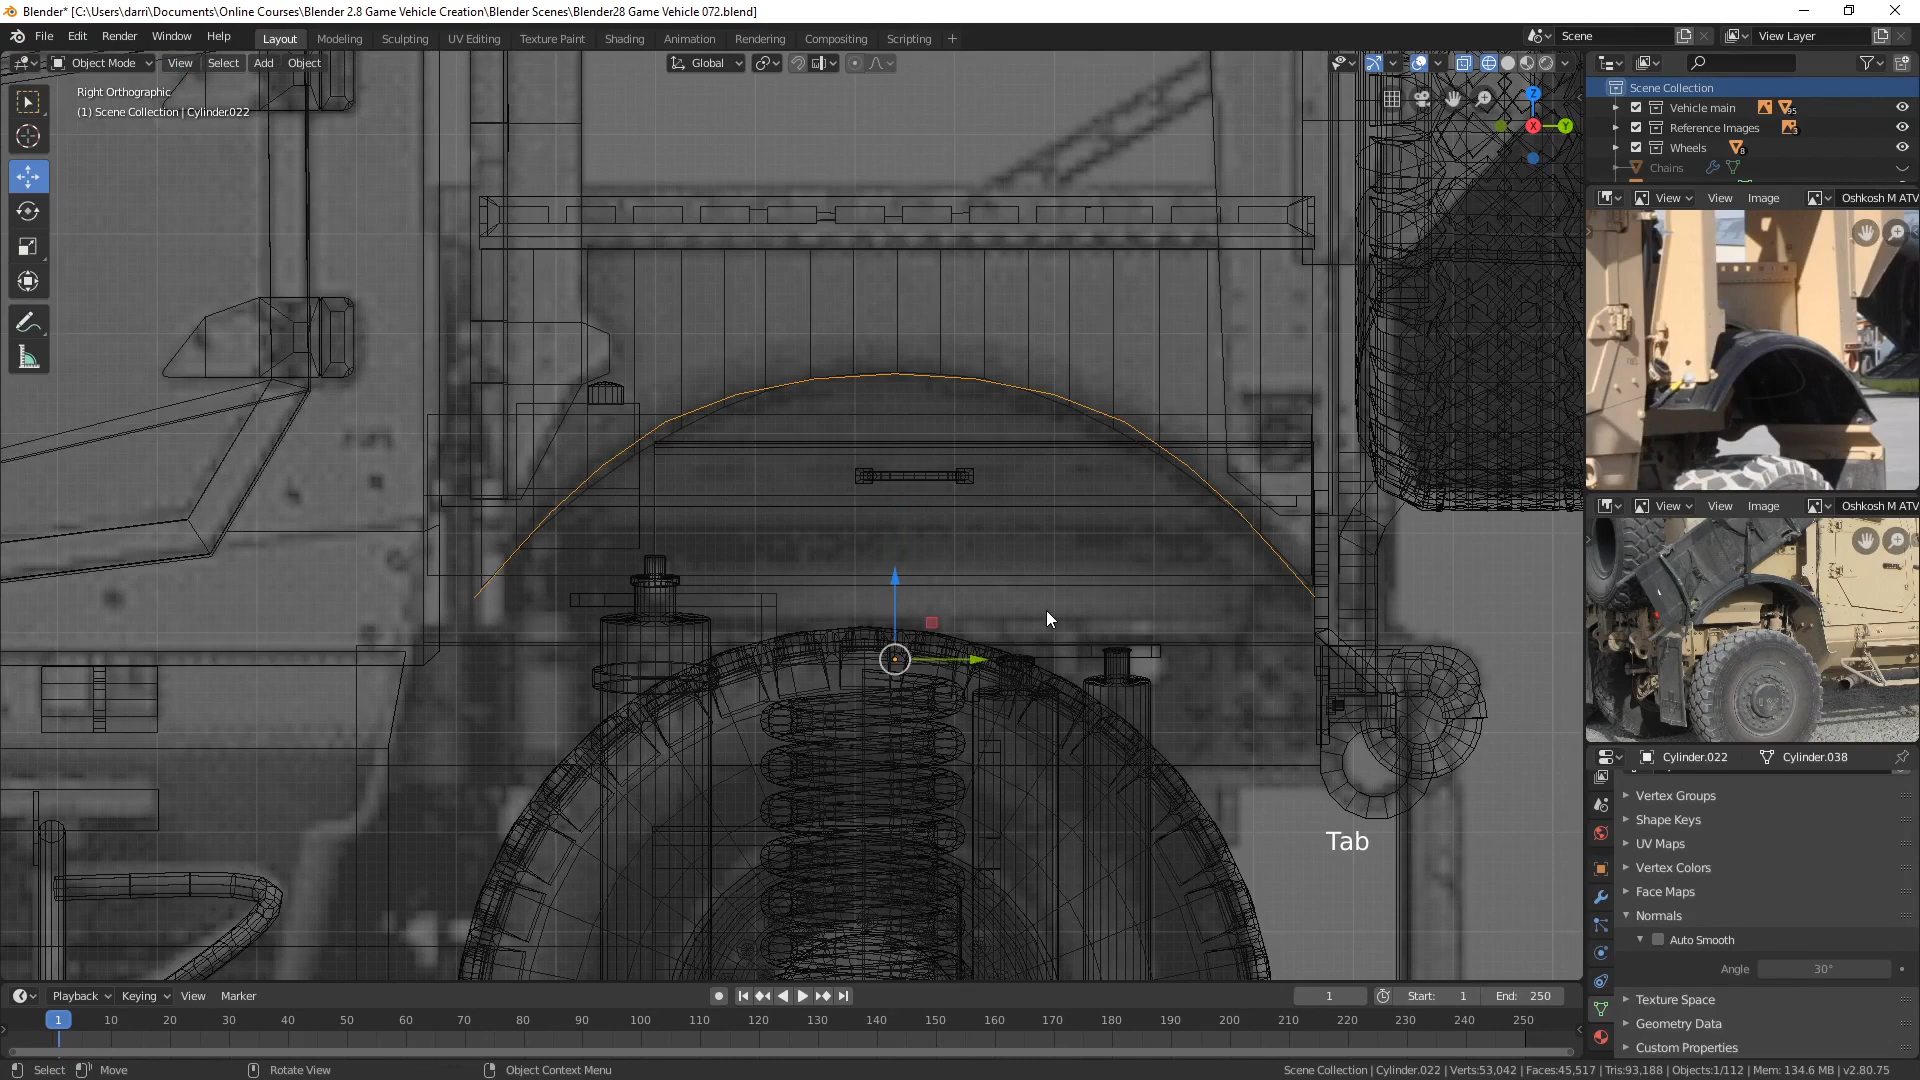 Blender* [C:\Users\darri\Documents\Online Courses\Blender 2.8 Game Vehicle Creation\Blender Scenes\Blender28 Game Vehicle 072.blend]
File Edit Render Window Help Layout Modeling Sculpting UV Editing Texture Paint Shading Animation Rendering Compositing Scripting + Scene View Layer
Object Mode View Select Add Object Global
Right Orthographic
(1) Scene Collection | Cylinder.022
Z
X Y
Scene Collection
Vehicle main 95
Reference Images 3
Wheels 8
Chains
View View Image Oshkosh M ATV
View View Image Oshkosh M ATV
Cylinder.022 Cylinder.038
Vertex Groups
Shape Keys
UV Maps
Vertex Colors
Face Maps
Normals
Auto Smooth
Angle 30°
Texture Space
Geometry Data
Custom Properties
Tab
Playback Keying View Marker 1 Start: 1 End: 250
1 10 20 30 40 50 60 70 80 90 100 110 120 130 140 150 160 170 180 190 200 210 220 230 240 250
Select Move Rotate View Object Context Menu Scene Collection | Cylinder.022 | Verts:53,042 | Faces:45,517 | Tris:93,188 | Objects:1/112 | Mem: 134.6 MB | v2.80.75